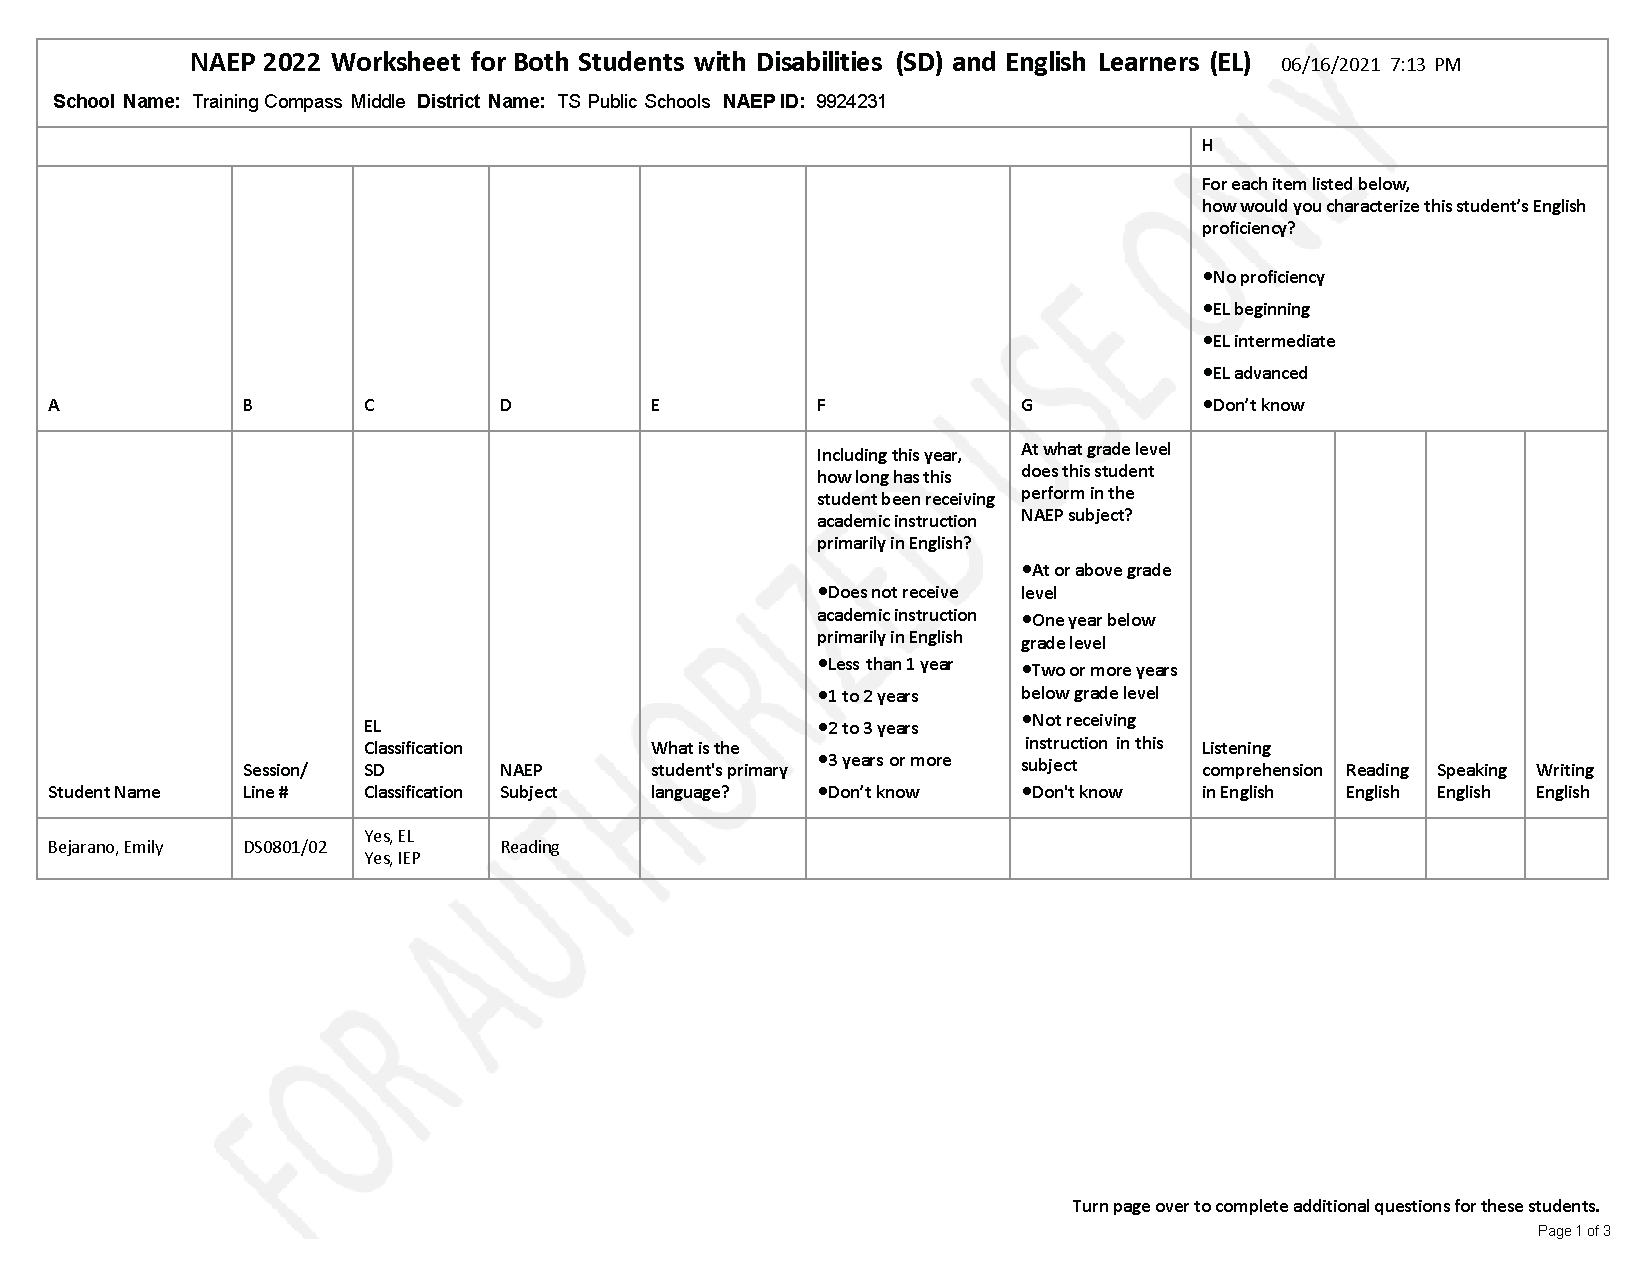 NAEP 2022 Worksheet for Both Students with Disabilities (SD) and English Learners (EL) 06/16/2021 7:13 PM
School Name: Training Compass Middle District Name: TS Public Schools NAEP ID: 9924231
H
For each item listed below,
how would you characterize this student’s English
proficiency?
•No proficiency
•EL beginning
•EL intermediate
•EL advanced
•Don’t know
A B C D E F G
Student Name
Session/
Line #
EL
Classification
SD
Classification
NAEP
Subject
What is the
student's primary
language?
Including this year,
how long has this
student been receiving
academic instruction
primarily in English?
•Does not receive
academic instruction
primarily in English
•Less than 1 year
•1 to 2 years
•2 to 3 years
•3 years or more
•Don’t know
At what grade level
does this student
perform in the
NAEP subject?
•At or above grade
level
•One year below
grade level
•Two or more years
below grade level
•Not receiving
instruction in this
subject
•Don't know
Listening
comprehension
in English
Reading
English
Speaking
English
Writing
English
Bejarano, Emily
DS0801/02
Yes, EL
Yes, IEP
Reading
FOR AUTHORIZED USE ONLY
Turn page over to complete additional questions for these students.
Page 1 of 3